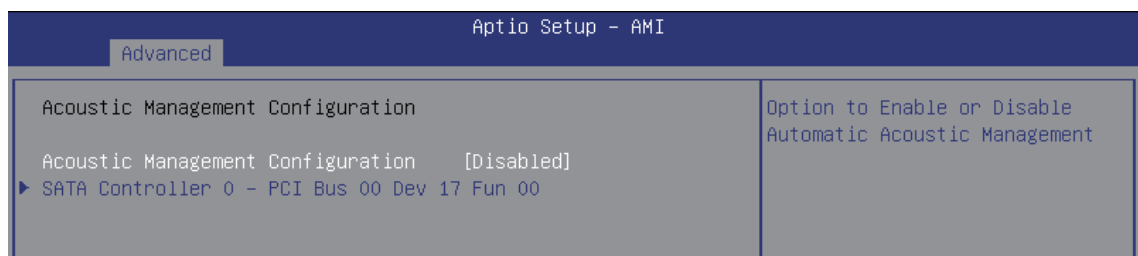 Aptio Setup – AMI
Advanced
Acoustic Management Configuration
Acoustic Management Configuration [Disabled]
SATA Controller 0 – PCI Bus 00 Dev 17 Fun 00
Option to Enable or Disable
Automatic Acoustic Management